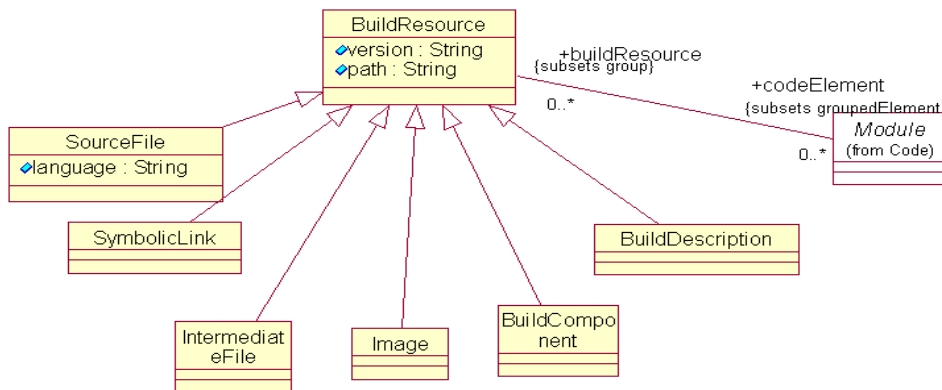 BuildResource
version : String
path : String
+buildResource
{subsets group}
0..*
+codeElement
{subsets groupedElement
0..*
Module
(from Code)
SourceFile
language : String
SymbolicLink
BuildDescription
Intermediat
eFile
Image
BuildCompo
nent